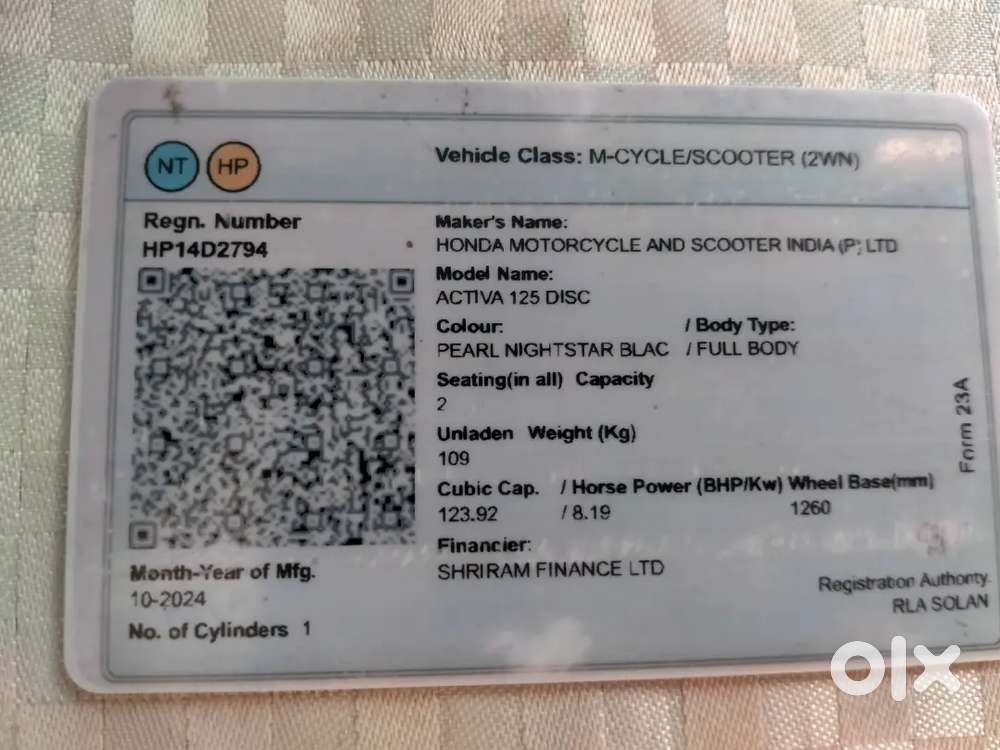 NT HP
Vehicle Class: M-CYCLE/SCOOTER (2WN)
Regn. Number
HP14D2794
Maker's Name:
HONDA MOTORCYCLE AND SCOOTER INDIA (P) LTD
Model Name:
ACTIVA 125 DISC
Colour: / Body Type:
PEARL NIGHTSTAR BLAC / FULL BODY
Seating(in all) Capacity
2
Unladen Weight (Kg)
109
Cubic Cap. / Horse Power (BHP/Kw) Wheel Base(mm)
123.92 / 8.19 1260
Financier:
SHRIRAM FINANCE LTD
Month-Year of Mfg.
10-2024
No. of Cylinders 1
Form 23A
Registration Authority
RLA SOLAN
olx